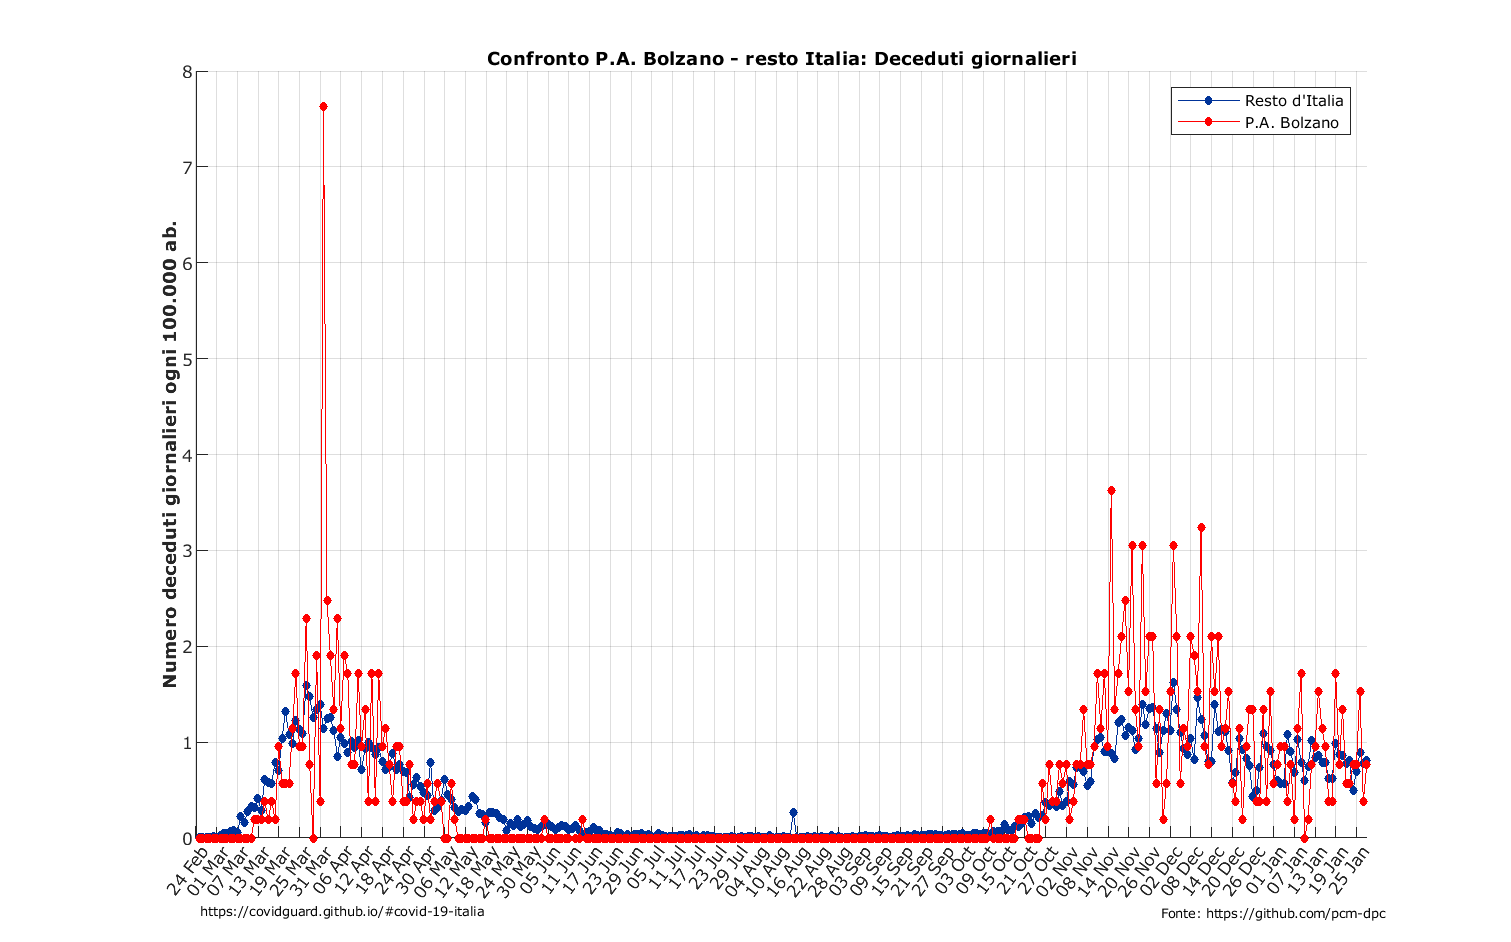 Confronto P.A. Bolzano - resto Italia: Deceduti giornalieri
Resto d'Italia
P.A. Bolzano
Numero deceduti giornalieri ogni 100.000 ab.
8
7
6
5
4
3
2
1
0
24 Feb
01 Mar
07 Mar
13 Mar
19 Mar
25 Mar
31 Mar
06 Apr
12 Apr
18 Apr
24 Apr
30 Apr
06 May
12 May
18 May
24 May
30 May
05 Jun
11 Jun
17 Jun
23 Jun
29 Jun
05 Jul
11 Jul
17 Jul
23 Jul
29 Jul
04 Aug
10 Aug
16 Aug
22 Aug
28 Aug
03 Sep
09 Sep
15 Sep
21 Sep
27 Sep
03 Oct
09 Oct
15 Oct
21 Oct
27 Oct
02 Nov
08 Nov
14 Nov
20 Nov
26 Nov
02 Dec
08 Dec
14 Dec
20 Dec
26 Dec
01 Jan
07 Jan
13 Jan
19 Jan
25 Jan
https://covidguard.github.io/#covid-19-italia
Fonte: https://github.com/pcm-dpc